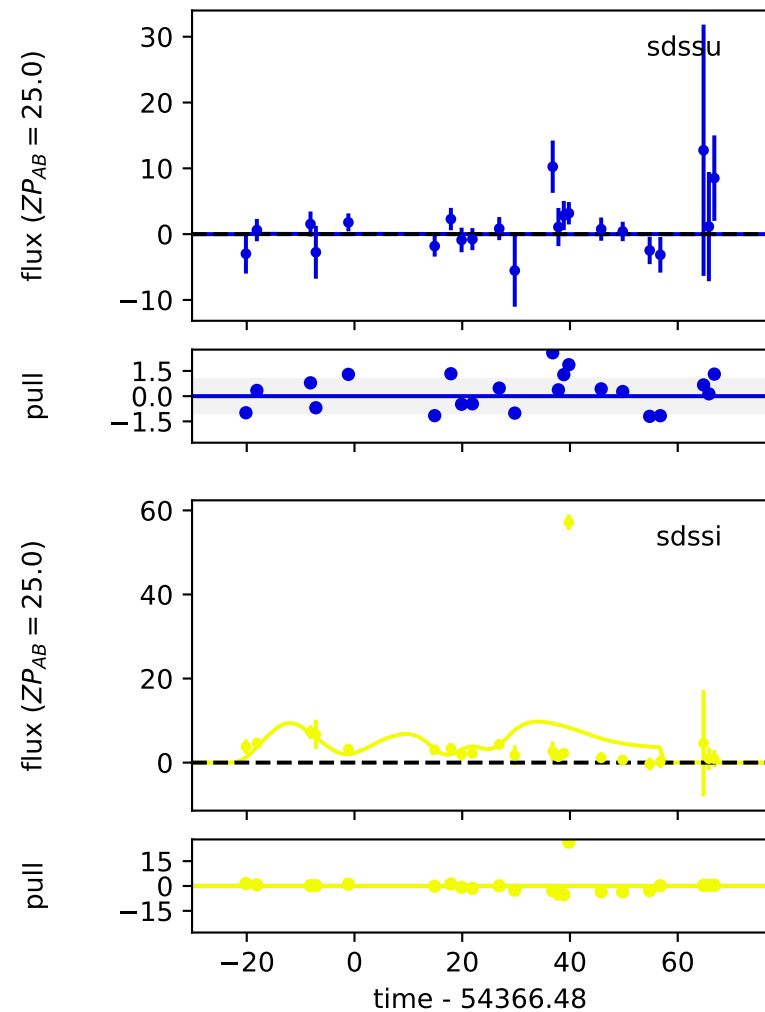 flux ($ZP_{AB}$ = 25.0)
30
20
10
0
−10
sdssu
pull
1.5
0.0
−1.5
flux ($ZP_{AB}$ = 25.0)
60
40
20
0
sdssi
pull
15
0
−15
−20 0 20 40 60
time - 54366.48